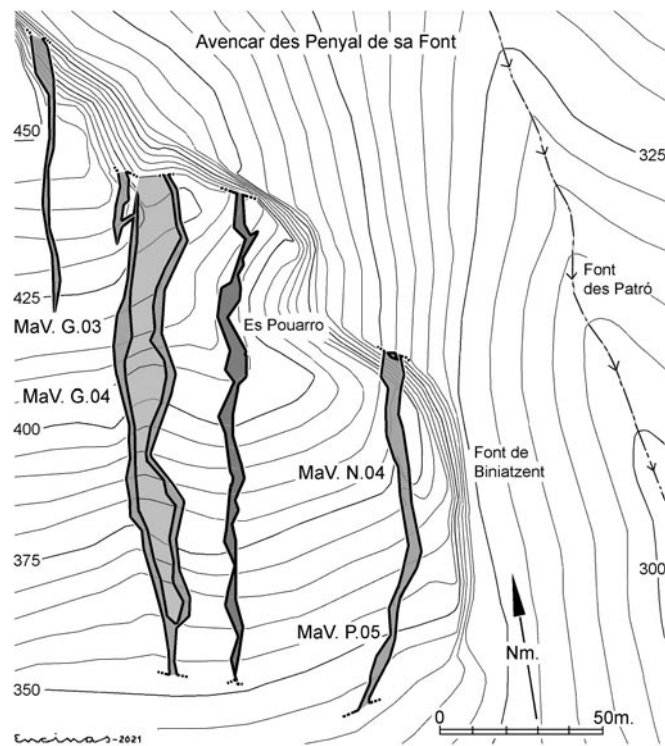 Avencar des Penyal de sa Font
450
325
Font
des Patró
425
MaV. G.03
Es Pouarro
MaV. G.04
400
MaV. N.04
Font de
Biniatzent
375
300
MaV. P.05
Nm.
350
0
50m.
Encinas-2021